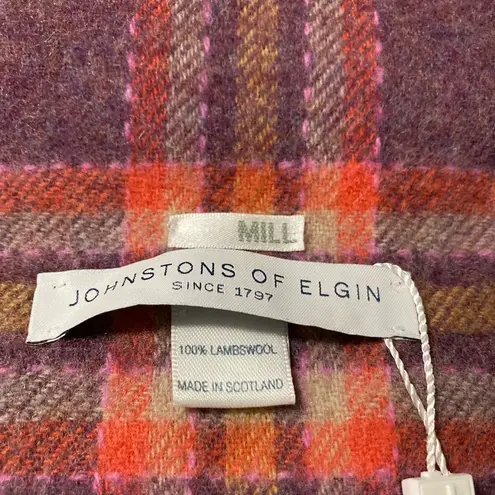 MILL
JOHNSTONS OF ELGIN
SINCE 1797
100% LAMBSWOOL
MADE IN SCOTLAND